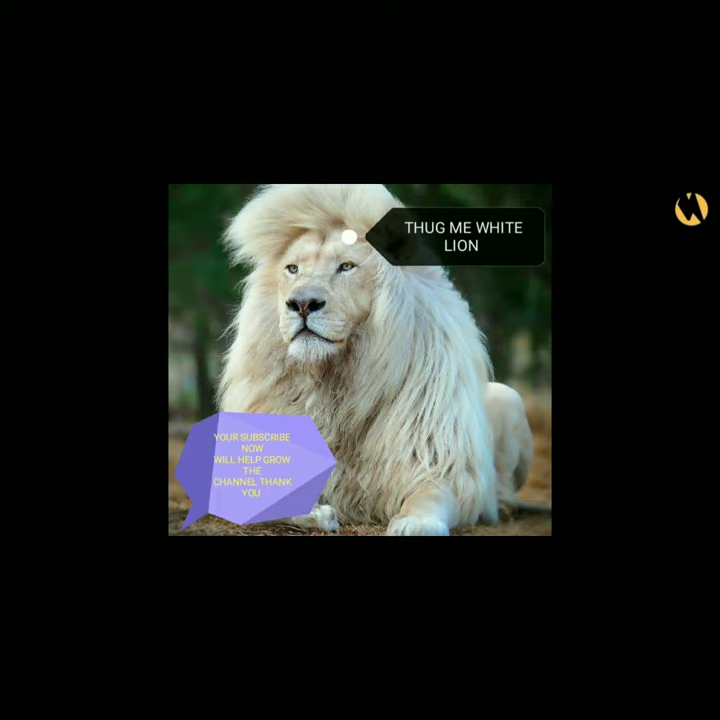 THUG ME WHITE
LION
YOUR SUBSCRIBE
NOW
WILL HELP GROW
THE
CHANNEL THANK
YOU